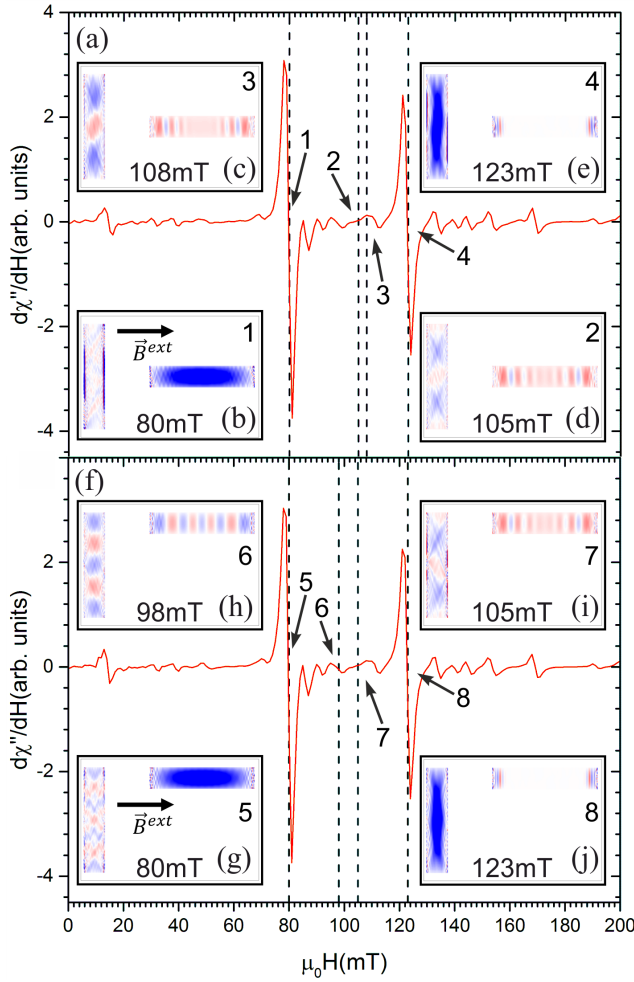 (a)
4
2
0
-2
-4
dχ"/dH(arb. units)
3
108mT
(c)
4
123mT
(e)
1
2
3
4
1
B⃗ᵉˣᵗ
80mT
(b)
2
105mT
(d)
(f)
2
0
-2
-4
dχ"/dH(arb. units)
6
98mT
(h)
7
105mT
(i)
5
6
7
8
5
B⃗ᵉˣᵗ
80mT
(g)
8
123mT
(j)
0 20 40 60 80 100 120 140 160 180 200
μ₀H(mT)